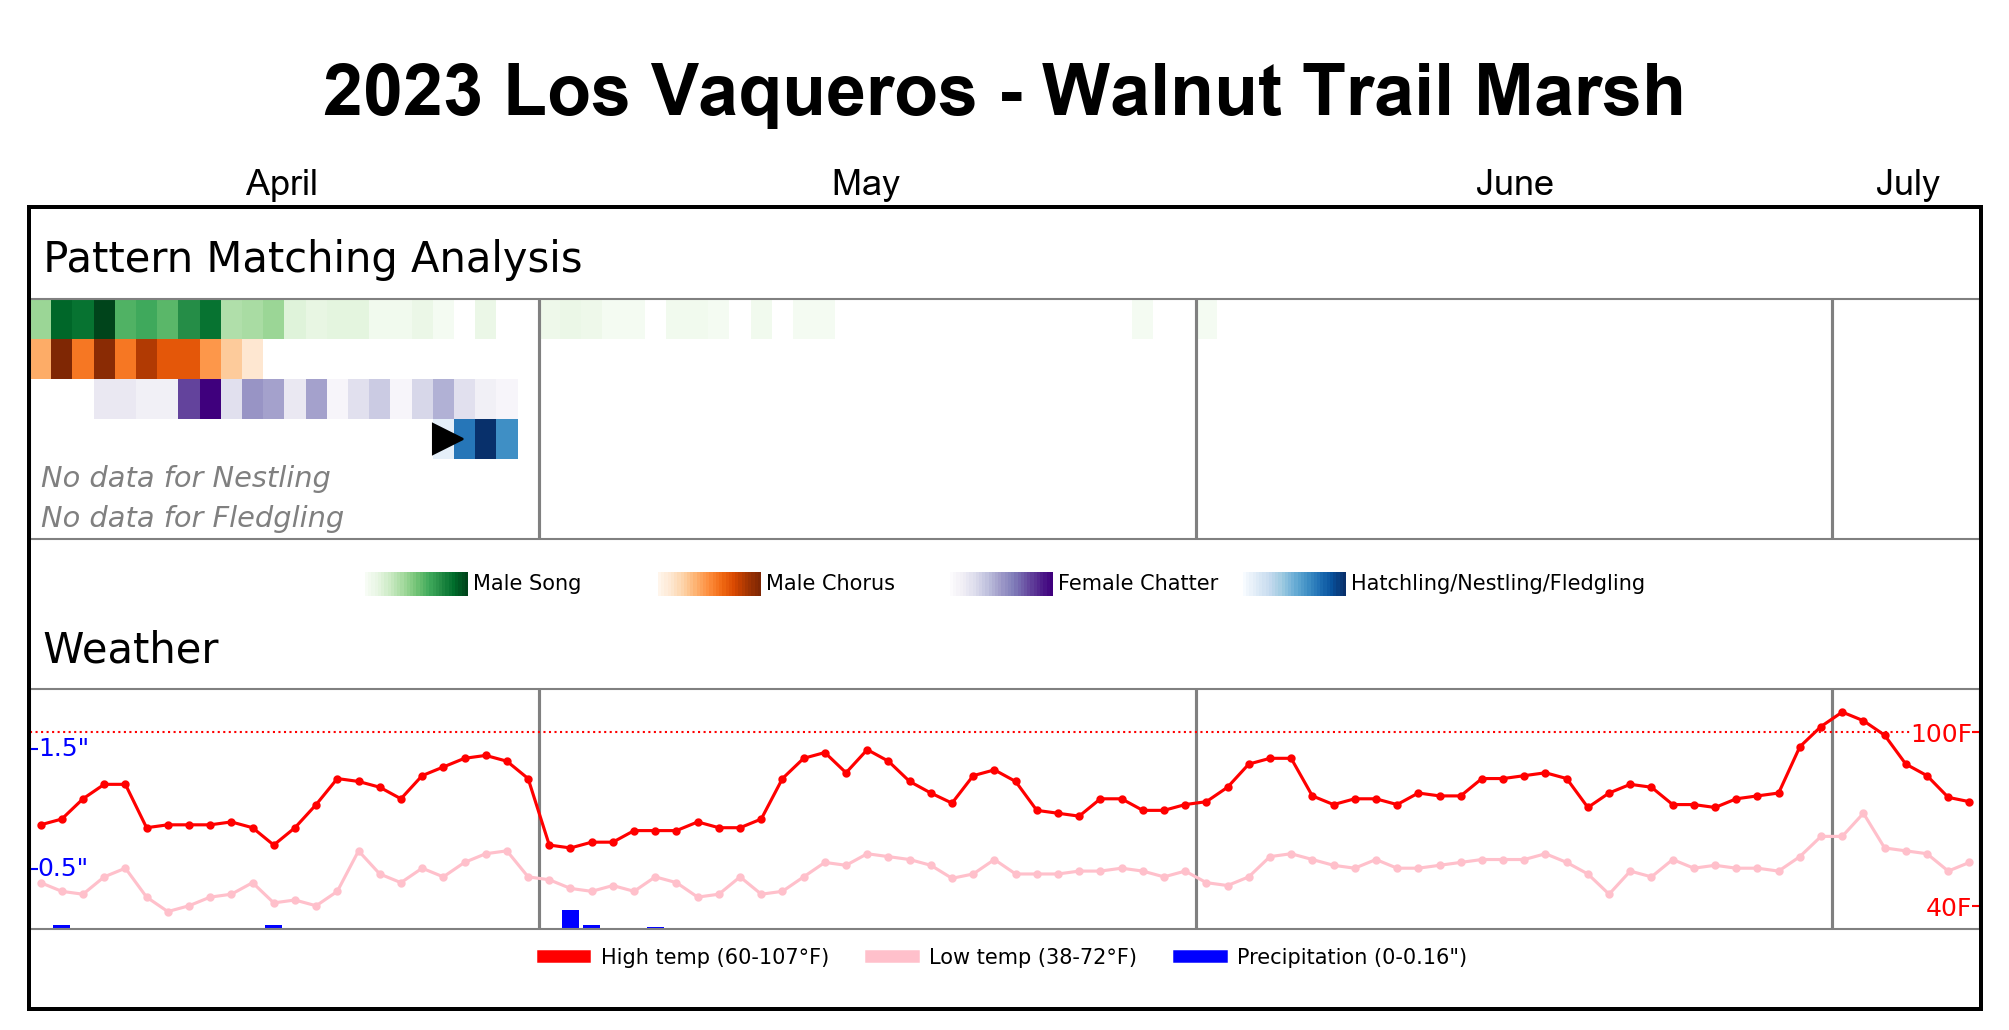 2023 Los Vaqueros - Walnut Trail Marsh
April May June July
Pattern Matching Analysis
No data for Nestling
No data for Fledgling
Male Song Male Chorus Female Chatter Hatchling/Nestling/Fledgling
Weather
1.5" 100F
0.5" 40F
High temp (60-107°F) Low temp (38-72°F) Precipitation (0-0.16")